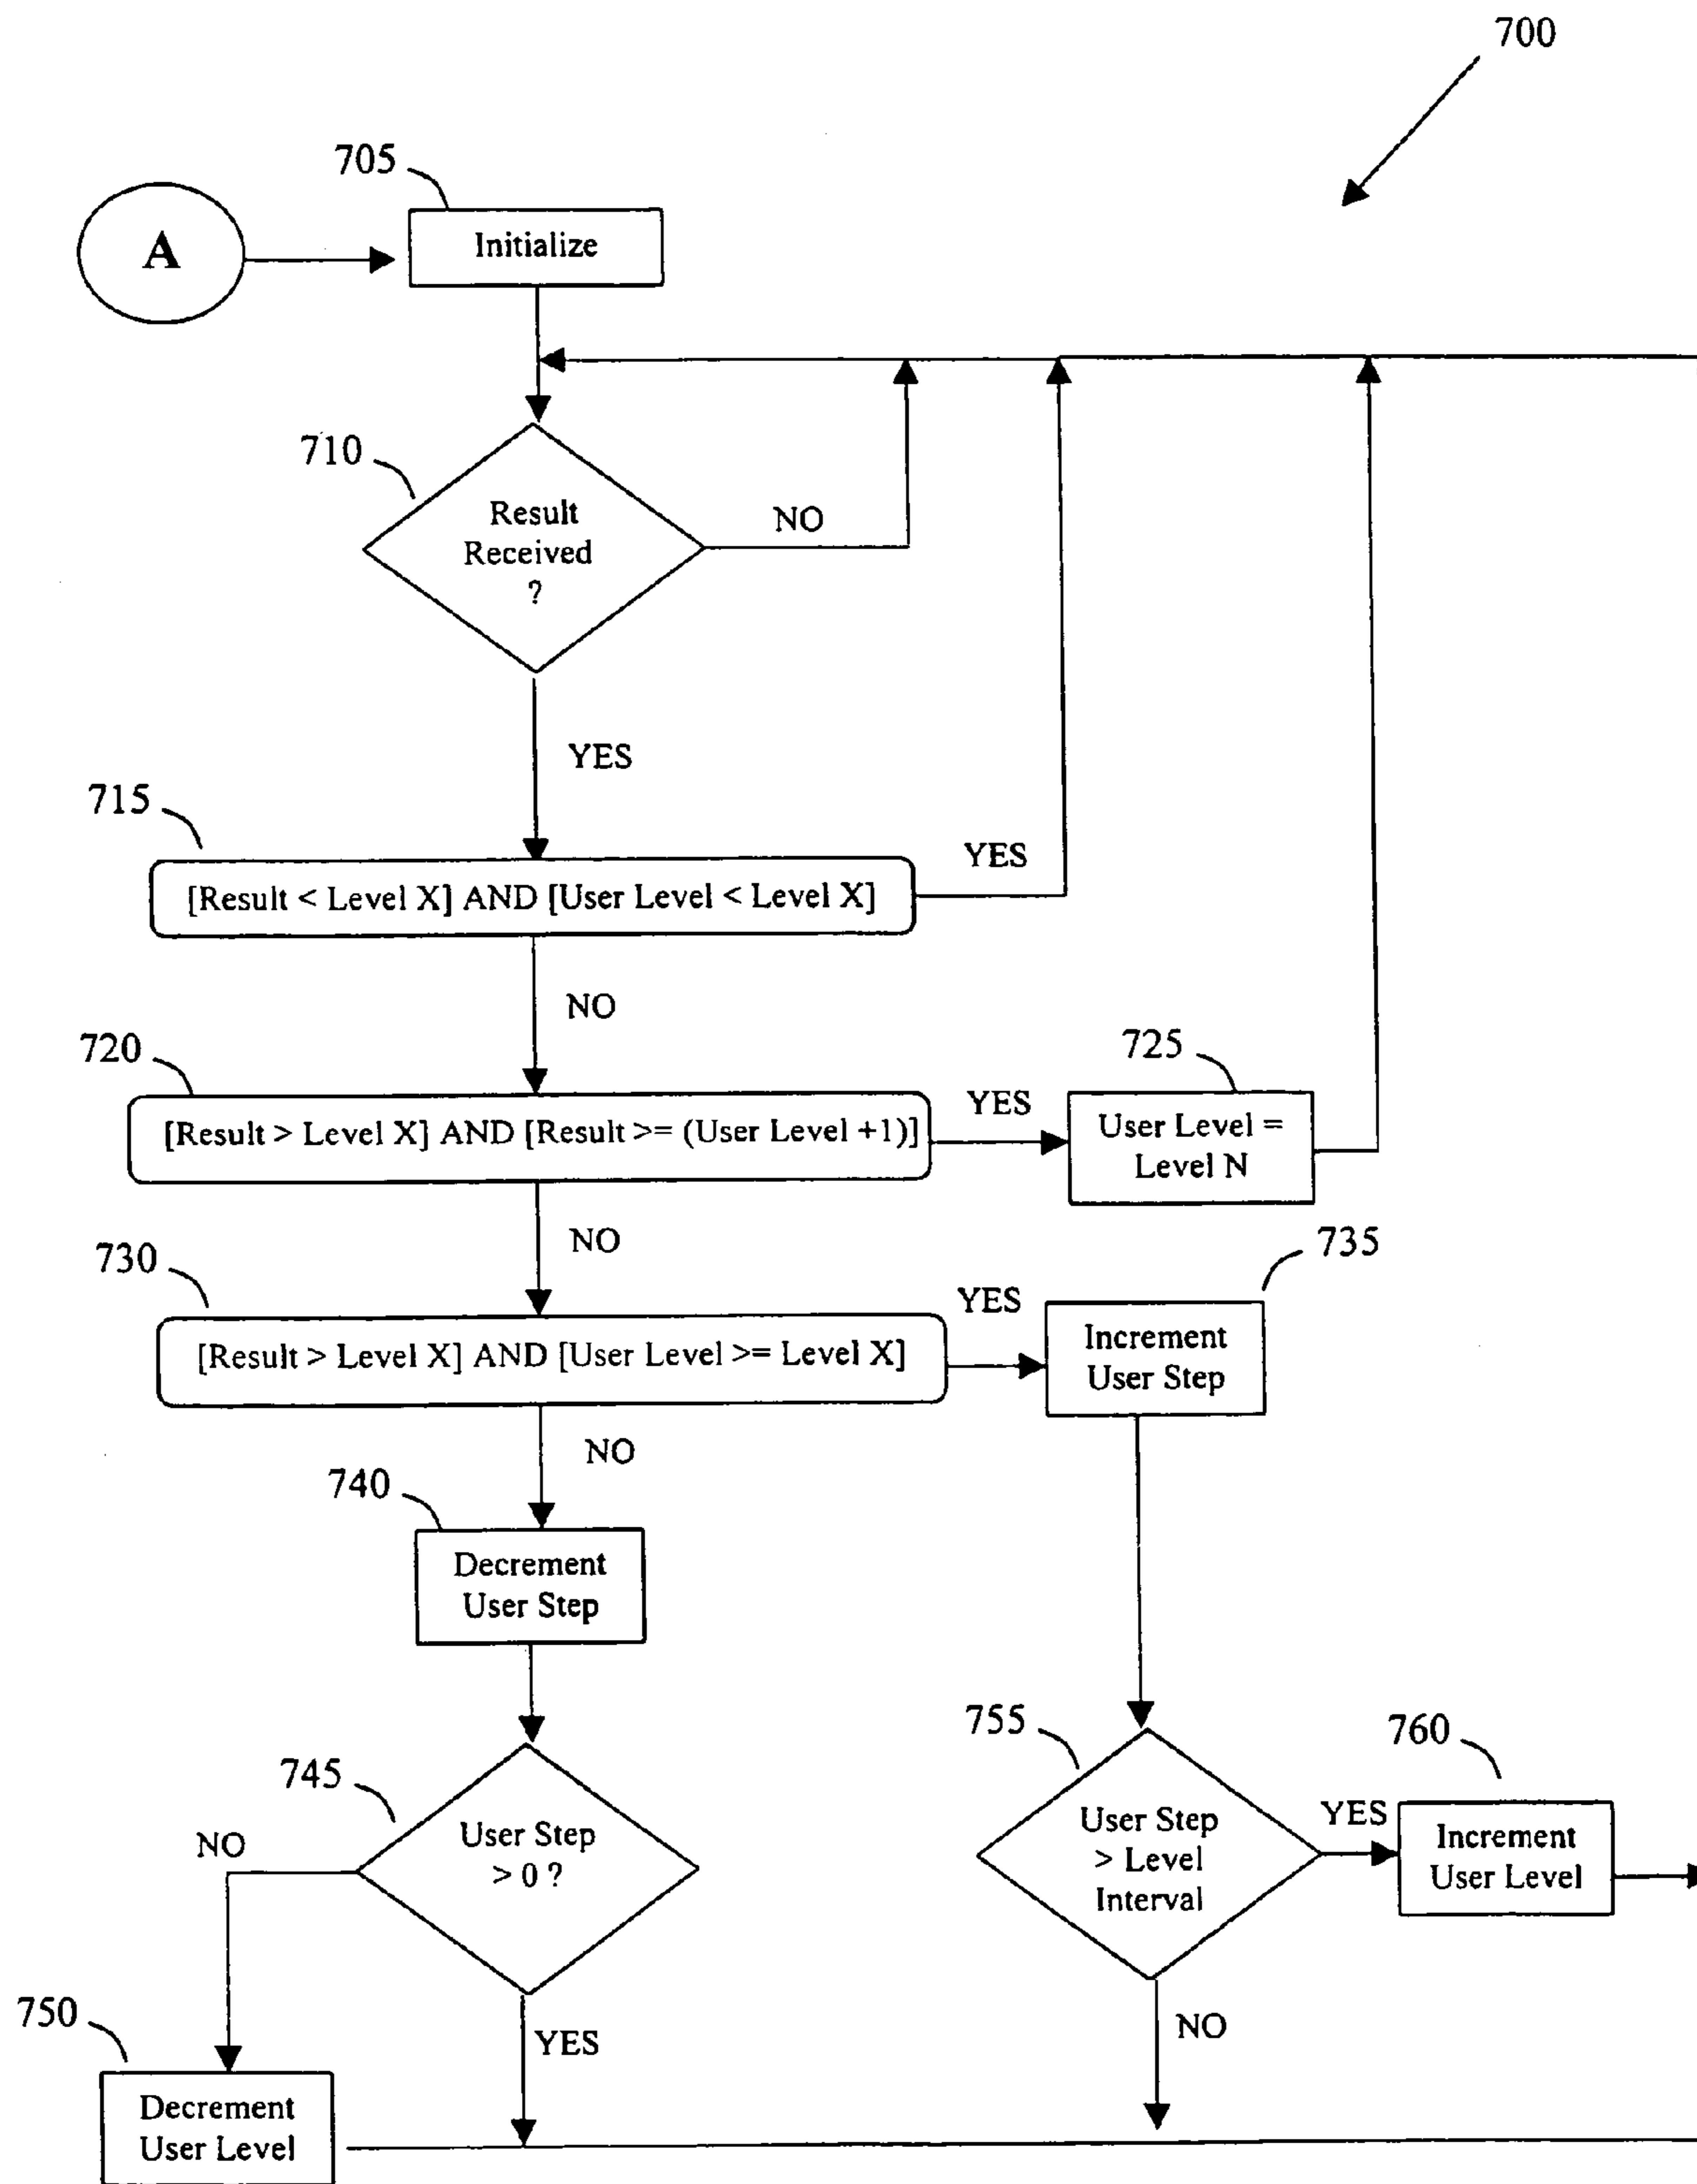 700
705
A
Initialize
710
Result
Received
?
NO
YES
715
[Result < Level X] AND [User Level < Level X]
YES
NO
720
[Result > Level X] AND [Result >= (User Level +1)]
YES
725
User Level =
Level N
NO
730
[Result > Level X] AND [User Level >= Level X]
YES
735
Increment
User Step
NO
740
Decrement
User Step
745
User Step
> 0 ?
NO
YES
750
Decrement
User Level
755
User Step
> Level
Interval
YES
760
Increment
User Level
NO